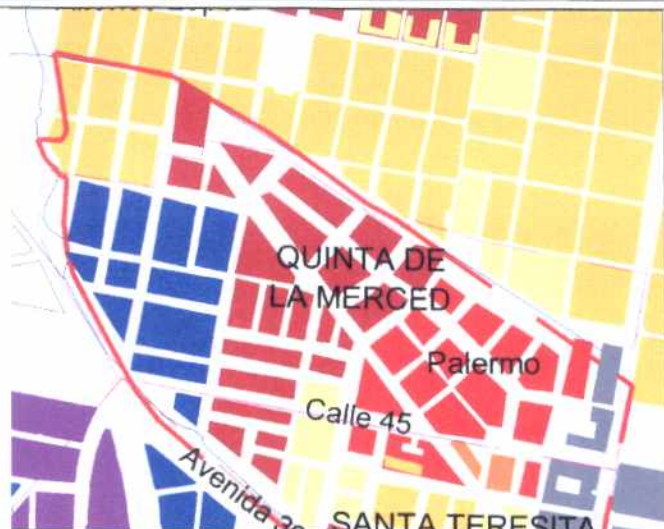 QUINTA DE
LA MERCED
Palermo
Calle 45
Avenida
SANTA TERESITA